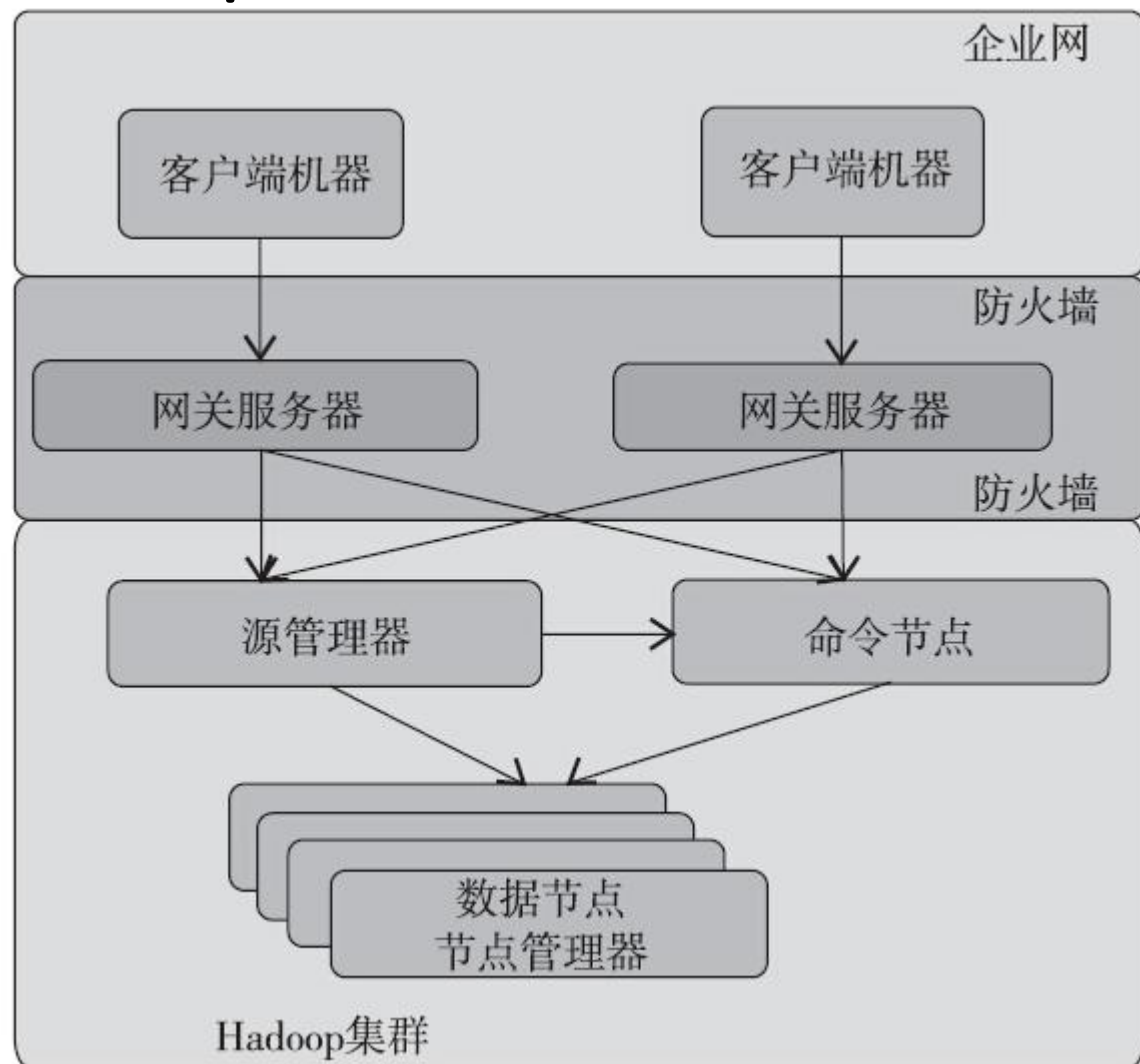 企业网
客户端机器
客户端机器
防火墙
网关服务器
网关服务器
防火墙
源管理器
命令节点
数据节点
节点管理器
Hadoop集群